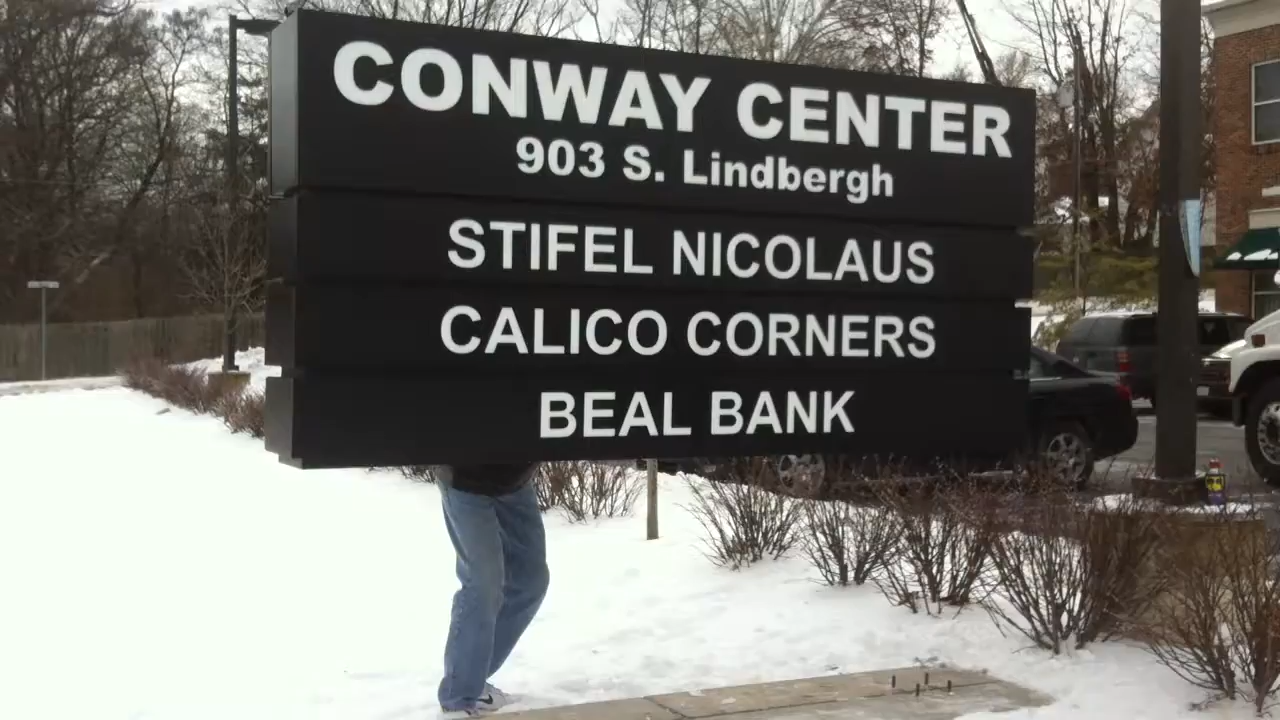 CONWAY CENTER
903 S. Lindbergh
STIFEL NICOLAUS
CALICO CORNERS
BEAL BANK